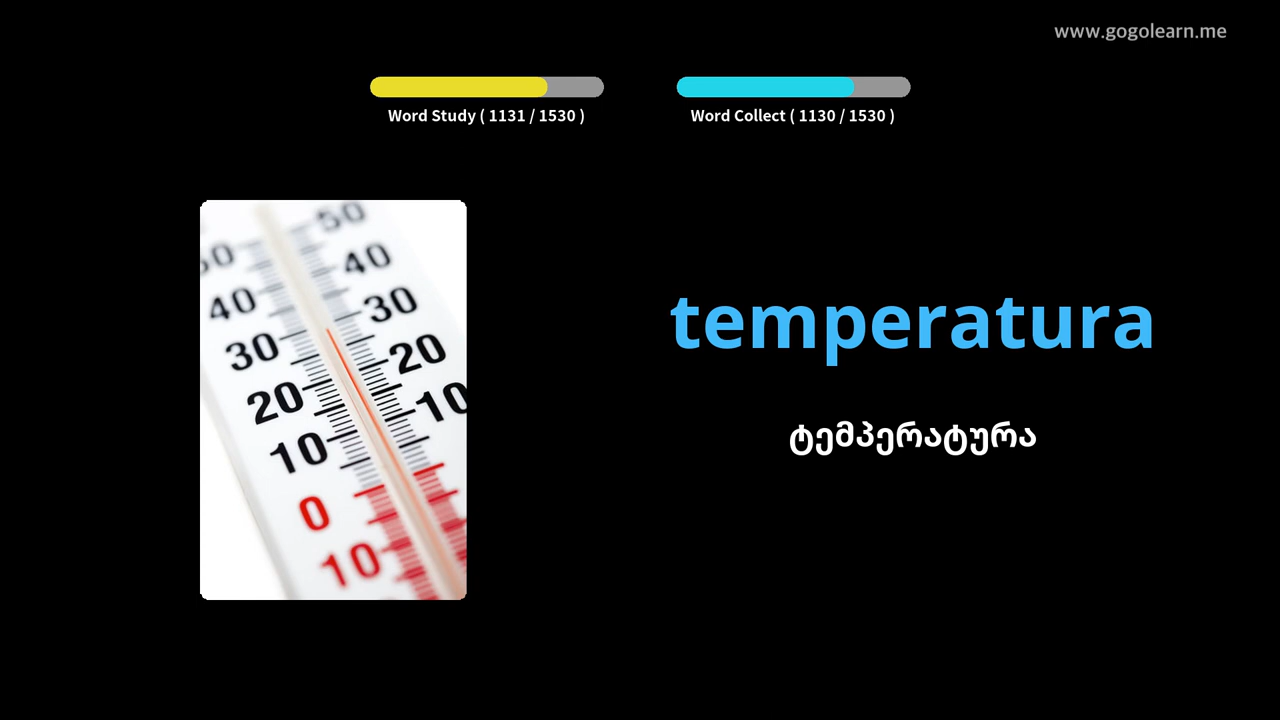 www.gogolearn.me
Word Study ( 1131 / 1530 )
Word Collect ( 1130 / 1530 )
50
50
40
40
30
30
20
20
10
10
0
10
temperatura
ტემპერატურა